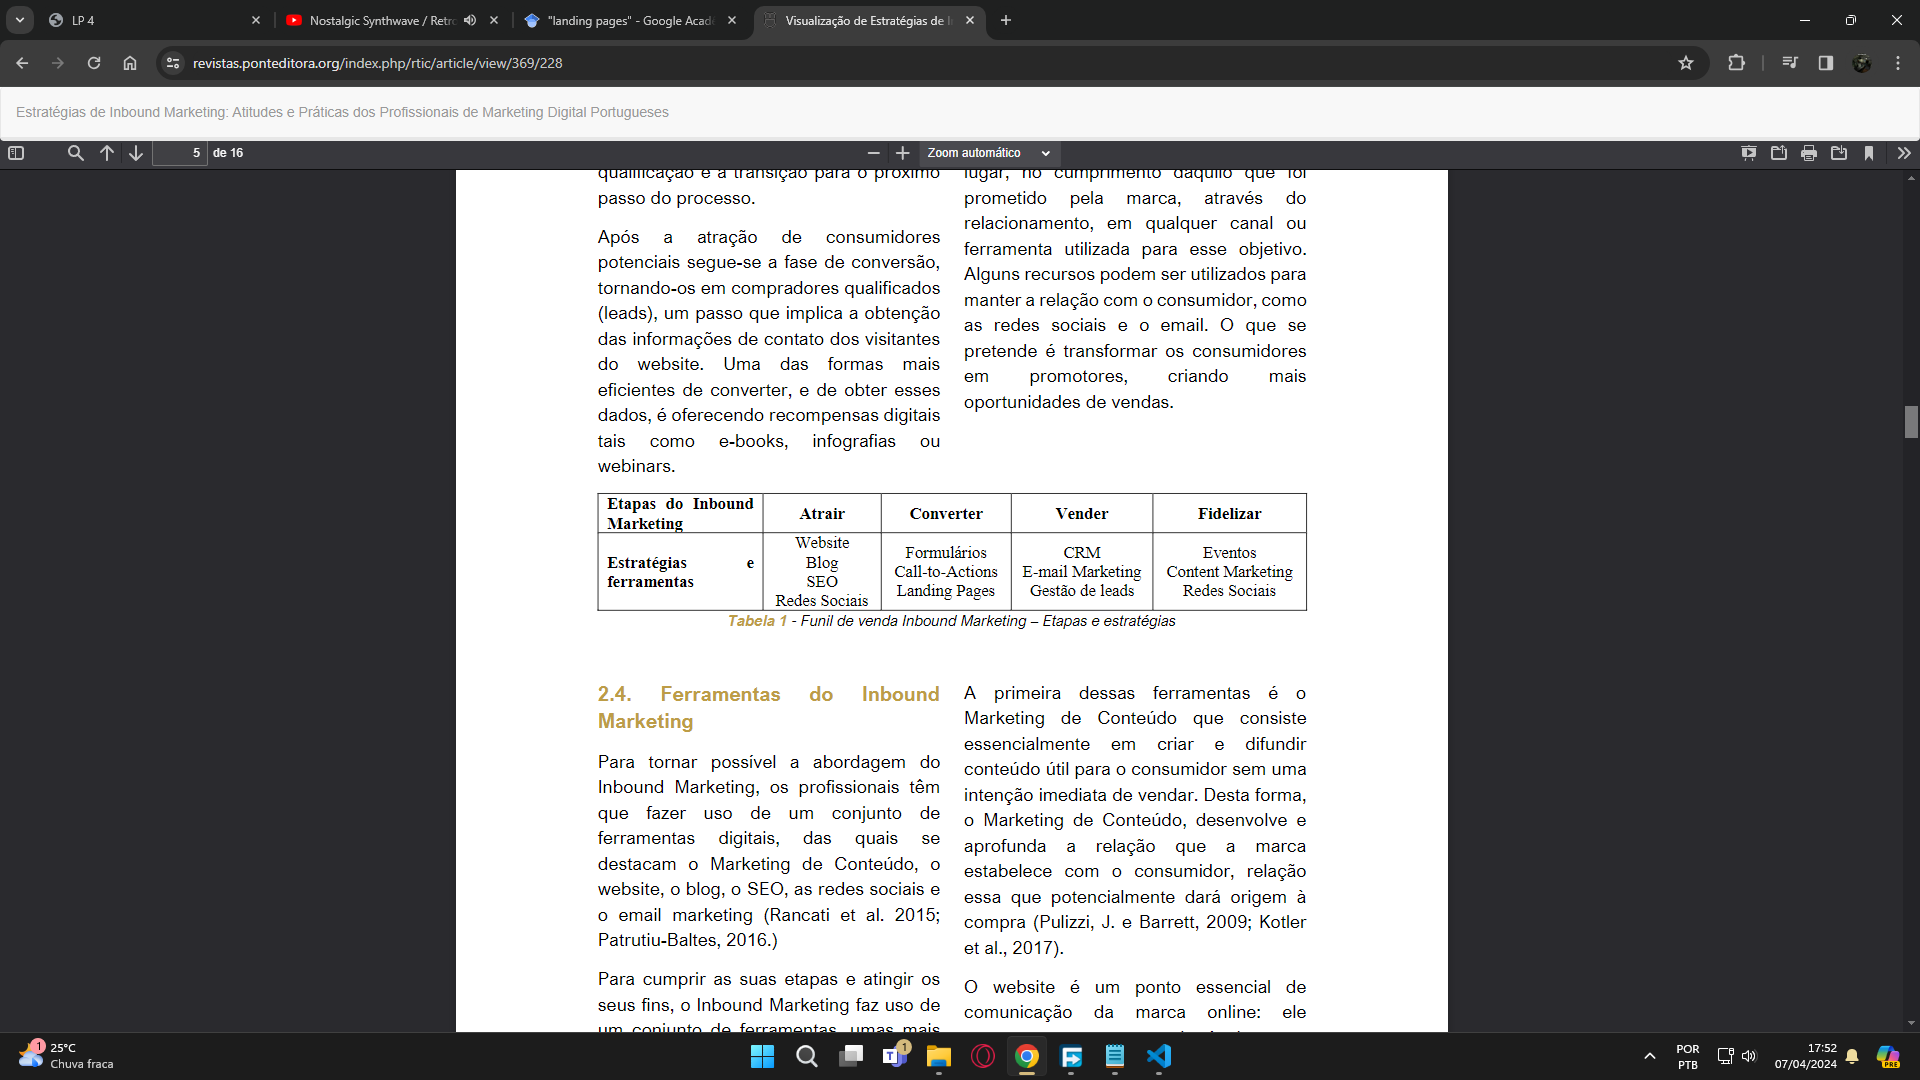 LP 4
Nostalgic Synthwave / Retro
"landing pages" - Google Acad
Visualização de Estratégias de I
revistas.ponteditora.org/index.php/rtic/article/view/369/228
Estratégias de Inbound Marketing: Atitudes e Práticas dos Profissionais de Marketing Digital Portugueses
5 de 16
Zoom automático
qualificação e a transição para o próximo
passo do processo.
Após a atração de consumidores
potenciais segue-se a fase de conversão,
tornando-os em compradores qualificados
(leads), um passo que implica a obtenção
das informações de contato dos visitantes
do website. Uma das formas mais
eficientes de converter, e de obter esses
dados, é oferecendo recompensas digitais
tais como e-books, infografias ou
webinars.
lugar, no cumprimento daquilo que foi
prometido pela marca, através do
relacionamento, em qualquer canal ou
ferramenta utilizada para esse objetivo.
Alguns recursos podem ser utilizados para
manter a relação com o consumidor, como
as redes sociais e o email. O que se
pretende é transformar os consumidores
em promotores, criando mais
oportunidades de vendas.
Etapas do Inbound
Marketing
Atrair
Converter
Vender
Fidelizar
Estratégias e
ferramentas
Website
Blog
SEO
Redes Sociais
Formulários
Call-to-Actions
Landing Pages
CRM
E-mail Marketing
Gestão de leads
Eventos
Content Marketing
Redes Sociais
Tabela 1 - Funil de venda Inbound Marketing – Etapas e estratégias
2.4. Ferramentas do Inbound
Marketing
Para tornar possível a abordagem do
Inbound Marketing, os profissionais têm
que fazer uso de um conjunto de
ferramentas digitais, das quais se
destacam o Marketing de Conteúdo, o
website, o blog, o SEO, as redes sociais e
o email marketing (Rancati et al. 2015;
Patrutiu-Baltes, 2016.)
Para cumprir as suas etapas e atingir os
seus fins, o Inbound Marketing faz uso de
um conjunto de ferramentas, umas mais
A primeira dessas ferramentas é o
Marketing de Conteúdo que consiste
essencialmente em criar e difundir
conteúdo útil para o consumidor sem uma
intenção imediata de vendar. Desta forma,
o Marketing de Conteúdo, desenvolve e
aprofunda a relação que a marca
estabelece com o consumidor, relação
essa que potencialmente dará origem à
compra (Pulizzi, J. e Barrett, 2009; Kotler
et al., 2017).
O website é um ponto essencial de
comunicação da marca online: ele
1
25°C
Chuva fraca
1
POR
PTB
17:52
07/04/2024
PRE